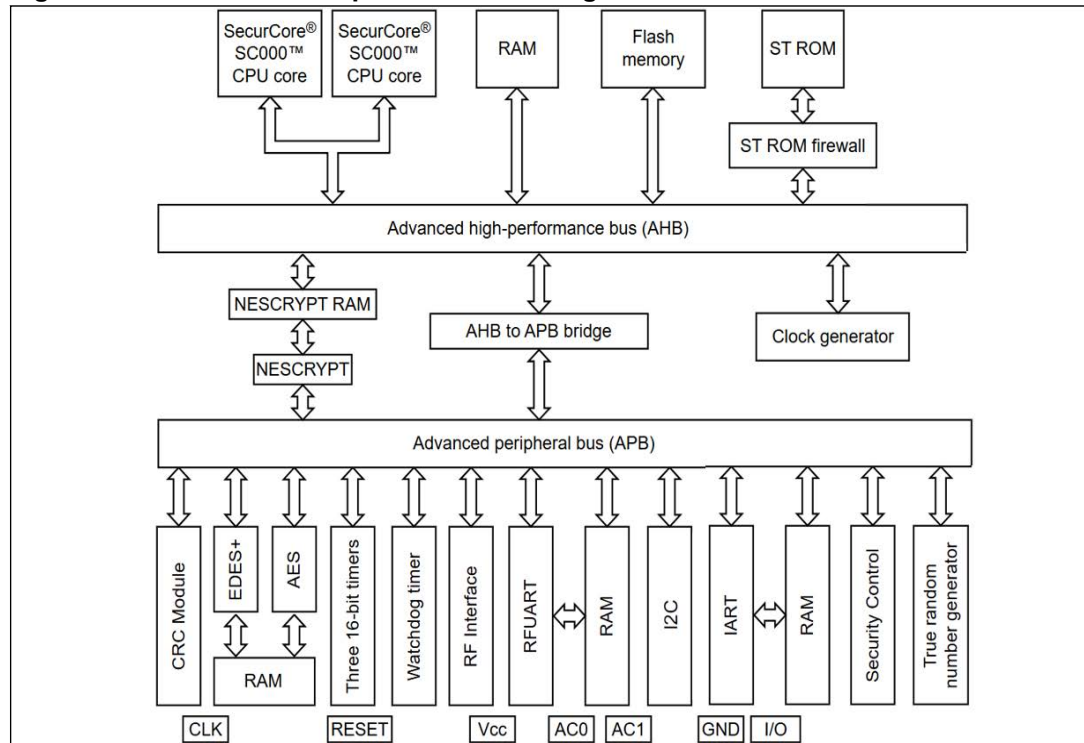 SecurCore®
SC000™
CPU core
SecurCore®
SC000™
CPU core
RAM
Flash
memory
ST ROM
ST ROM firewall
Advanced high-performance bus (AHB)
NESCRYPT RAM
AHB to APB bridge
Clock generator
NESCRYPT
Advanced peripheral bus (APB)
CRC Module
EDES+
AES
RAM
Three 16-bit timers
Watchdog timer
RF Interface
RFUART
RAM
I2C
IART
RAM
Security Control
True random
number generator
CLK
RESET
Vcc
AC0
AC1
GND
I/O